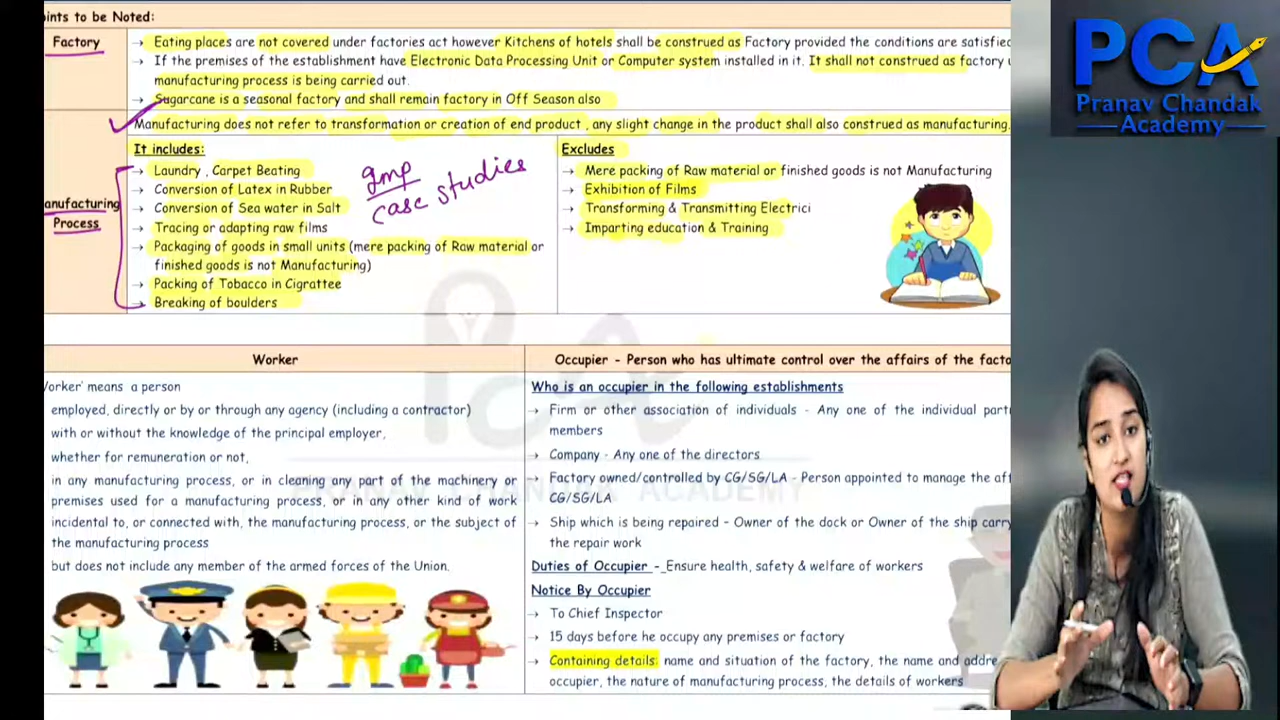 ints to be Noted:
Factory
→ Eating places are not covered under factories act however Kitchens of hotels shall be construed as Factory provided the conditions are satisfied
→ If the premises of the establishment have Electronic Data Processing Unit or Computer system installed in it. It shall not construed as factory
manufacturing process is being carried out.
→ Sugarcane is a seasonal factory and shall remain factory in Off Season also
anufacturing
Process
Manufacturing does not refer to transformation or creation of end product , any slight change in the product shall also construed as manufacturing.
It includes:
→ Laundry , Carpet Beating
→ Conversion of Latex in Rubber
→ Conversion of Sea water in Salt
→ Tracing or adapting raw films
→ Packaging of goods in small units (mere packing of Raw material or
finished goods is not Manufacturing)
→ Packing of Tobacco in Cigrattee
→ Breaking of boulders
gmp
case studies
Excludes
→ Mere packing of Raw material or finished goods is not Manufacturing
→ Exhibition of Films
→ Transforming & Transmitting Electrici
→ Imparting education & Training
Worker
orker' means a person
employed, directly or by or through any agency (including a contractor)
with or without the knowledge of the principal employer,
whether for remuneration or not,
in any manufacturing process, or in cleaning any part of the machinery or
premises used for a manufacturing process, or in any other kind of work
incidental to, or connected with, the manufacturing process, or the subject of
the manufacturing process
but does not include any member of the armed forces of the Union.
Occupier - Person who has ultimate control over the affairs of the facto
Who is an occupier in the following establishments
→ Firm or other association of individuals - Any one of the individual part
members
→ Company - Any one of the directors
→ Factory owned/controlled by CG/SG/LA - Person appointed to manage the aff
CG/SG/LA
→ Ship which is being repaired - Owner of the dock or Owner of the ship carry
the repair work
Duties of Occupier - Ensure health, safety & welfare of workers
Notice By Occupier
→ To Chief Inspector
→ 15 days before he occupy any premises or factory
→ Containing details: name and situation of the factory, the name and addre
occupier, the nature of manufacturing process, the details of workers
PCA
Pranav Chandak
Academy